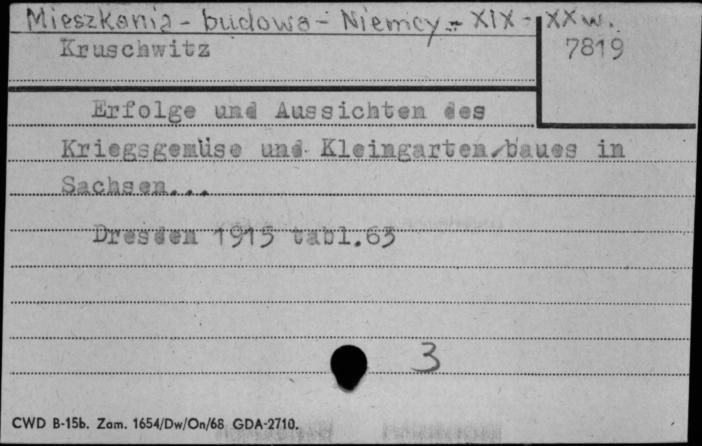 Mieszkania - budowa - Niemcy - XIX - XX w.
Kruschwitz
7819
Erfolge und Aussichten des
Kriegsgemüse und Kleingarten-baues in
Sachsen...
Dresden 1915 tabl.63
3
CWD B-15b. Zam. 1654/Dw/On/68 GDA-2710.